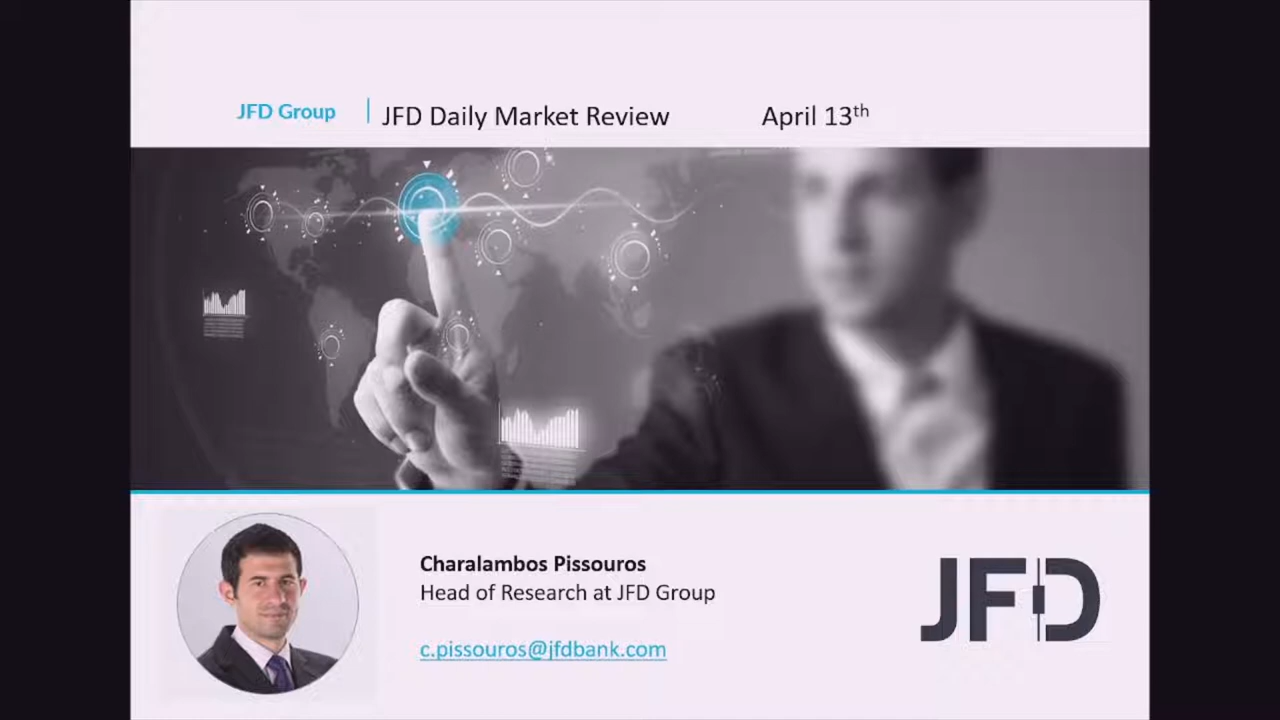 JFD Group
JFD Daily Market Review April 13th
Charalambos Pissouros
Head of Research at JFD Group
c.pissouros@jfdbank.com
JFD